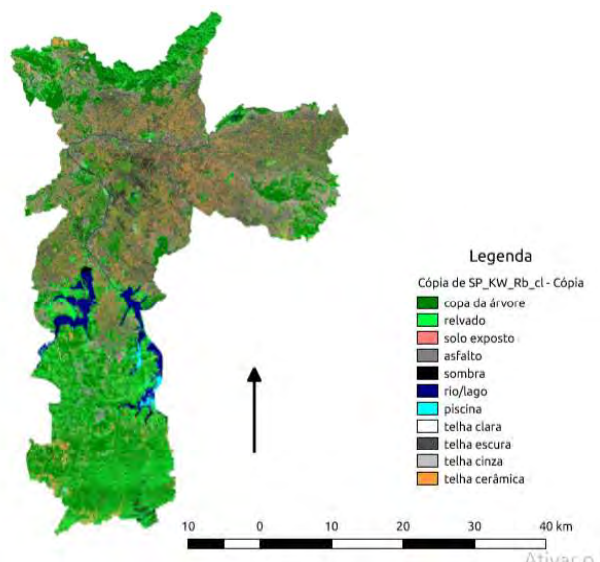 Legenda
Cópia de SP_KW_Rb_cl - Cópia
copa da árvore
relvado
solo exposto
asfalto
sombra
rio/lago
piscina
telha clara
telha escura
telha cinza
telha cerâmica
10 0 10 20 30 40 km
Ativar o